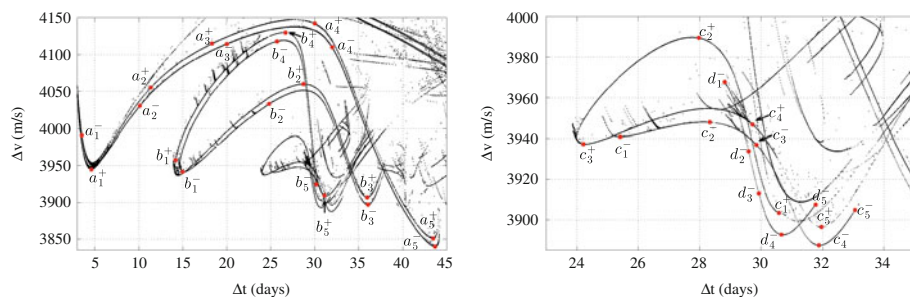 4150
4100
4050
4000
3950
3900
3850
Δv (m/s)
5 10 15 20 25 30 35 40 45
Δt (days)
a₁⁻
a₁⁺
a₂⁺
a₂⁻
a₃⁺
a₃⁻
a₄⁺
a₄⁻
a₅⁺
a₅⁻
b₁⁺
b₁⁻
b₂⁺
b₂⁻
b₃⁺
b₃⁻
b₄⁺
b₄⁻
b₅⁻
b₅⁺
4000
3980
3960
3940
3920
3900
Δv (m/s)
24 26 28 30 32 34
Δt (days)
c₂⁺
d₁⁻
c₄⁺
c₃⁺
c₁⁻
c₂⁻
c₃⁻
d₂⁻
d₃⁻
c₁⁺
d₅⁻
c₅⁺
c₅⁻
d₄⁻
c₄⁻